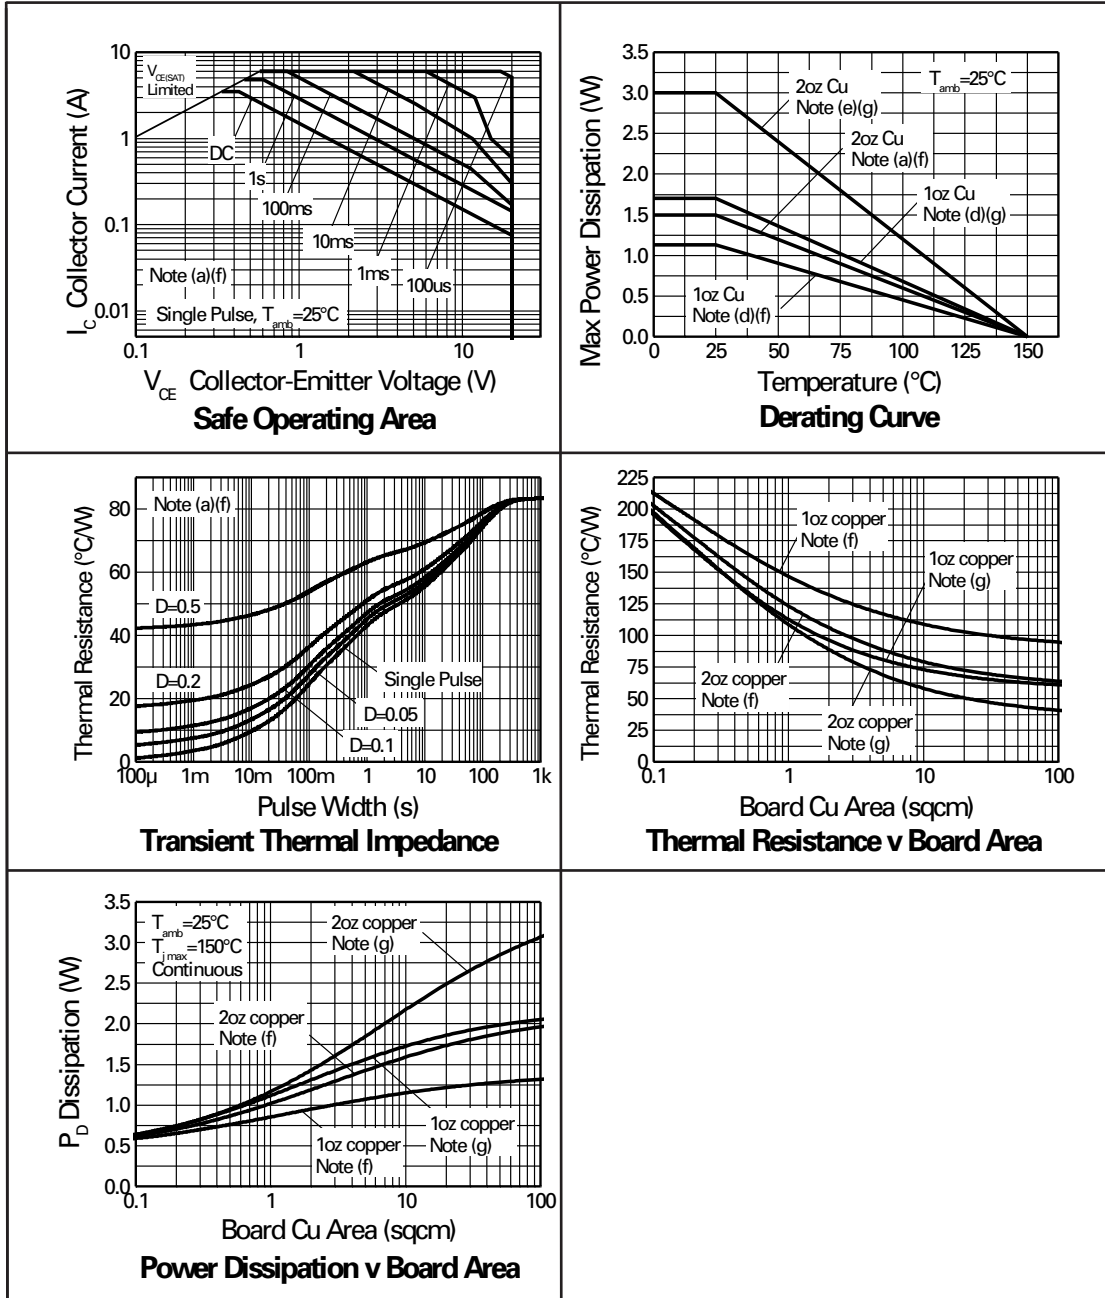 10
1
0.1
0.01
0.1
1
10
I_C Collector Current (A)
V_CE(SAT)
Limited
DC
1s
100ms
10ms
1ms
100us
Note (a)(f)
Single Pulse, T_amb=25°C
V_CE Collector-Emitter Voltage (V)
Safe Operating Area
3.5
3.0
2.5
2.0
1.5
1.0
0.5
0.0
0
25
50
75
100
125
150
Max Power Dissipation (W)
T_amb=25°C
2oz Cu
Note (e)(g)
2oz Cu
Note (a)(f)
1oz Cu
Note (d)(g)
1oz Cu
Note (d)(f)
Temperature (°C)
Derating Curve
80
60
40
20
0
100µ
1m
10m
100m
1
10
100
1k
Thermal Resistance (°C/W)
Note (a)(f)
D=0.5
D=0.2
Single Pulse
D=0.05
D=0.1
Pulse Width (s)
Transient Thermal Impedance
225
200
175
150
125
100
75
50
25
0
0.1
1
10
100
Thermal Resistance (°C/W)
1oz copper
Note (f)
1oz copper
Note (g)
2oz copper
Note (f)
2oz copper
Note (g)
Board Cu Area (sqcm)
Thermal Resistance v Board Area
3.5
3.0
2.5
2.0
1.5
1.0
0.5
0.0
0.1
1
10
100
P_D Dissipation (W)
T_amb=25°C
T_j max=150°C
Continuous
2oz copper
Note (g)
2oz copper
Note (f)
1oz copper
Note (g)
1oz copper
Note (f)
Board Cu Area (sqcm)
Power Dissipation v Board Area